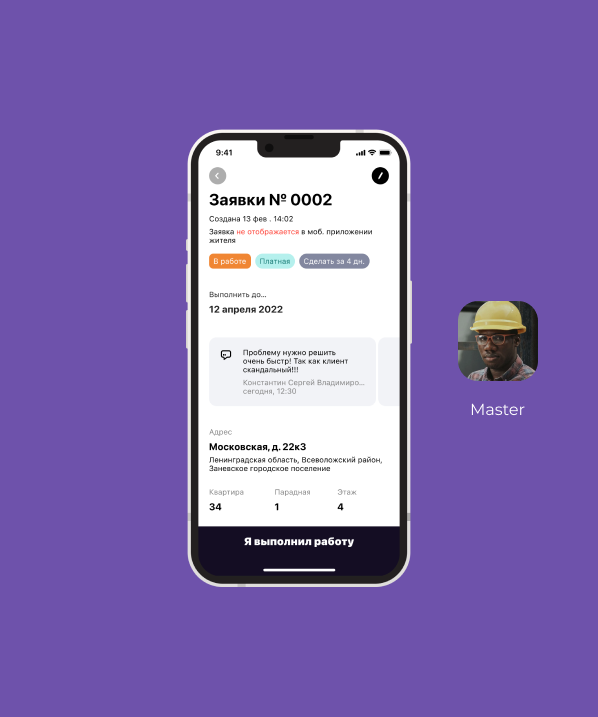 9:41
Заявки № 0002
Создана 13 фев . 14:02
Заявка не отображается в моб. приложении
жителя
В работе Платная Сделать за 4 дн.
Выполнить до...
12 апреля 2022
Проблему нужно решить
очень быстр! Так как клиент
скандальный!!!
Константин Сергей Владимиро...
сегодня, 12:30
Master
Адрес
Московская, д. 22к3
Ленинградская область, Всеволожский район,
Заневское городское поселение
Квартира Парадная Этаж
34 1 4
Я выполнил работу